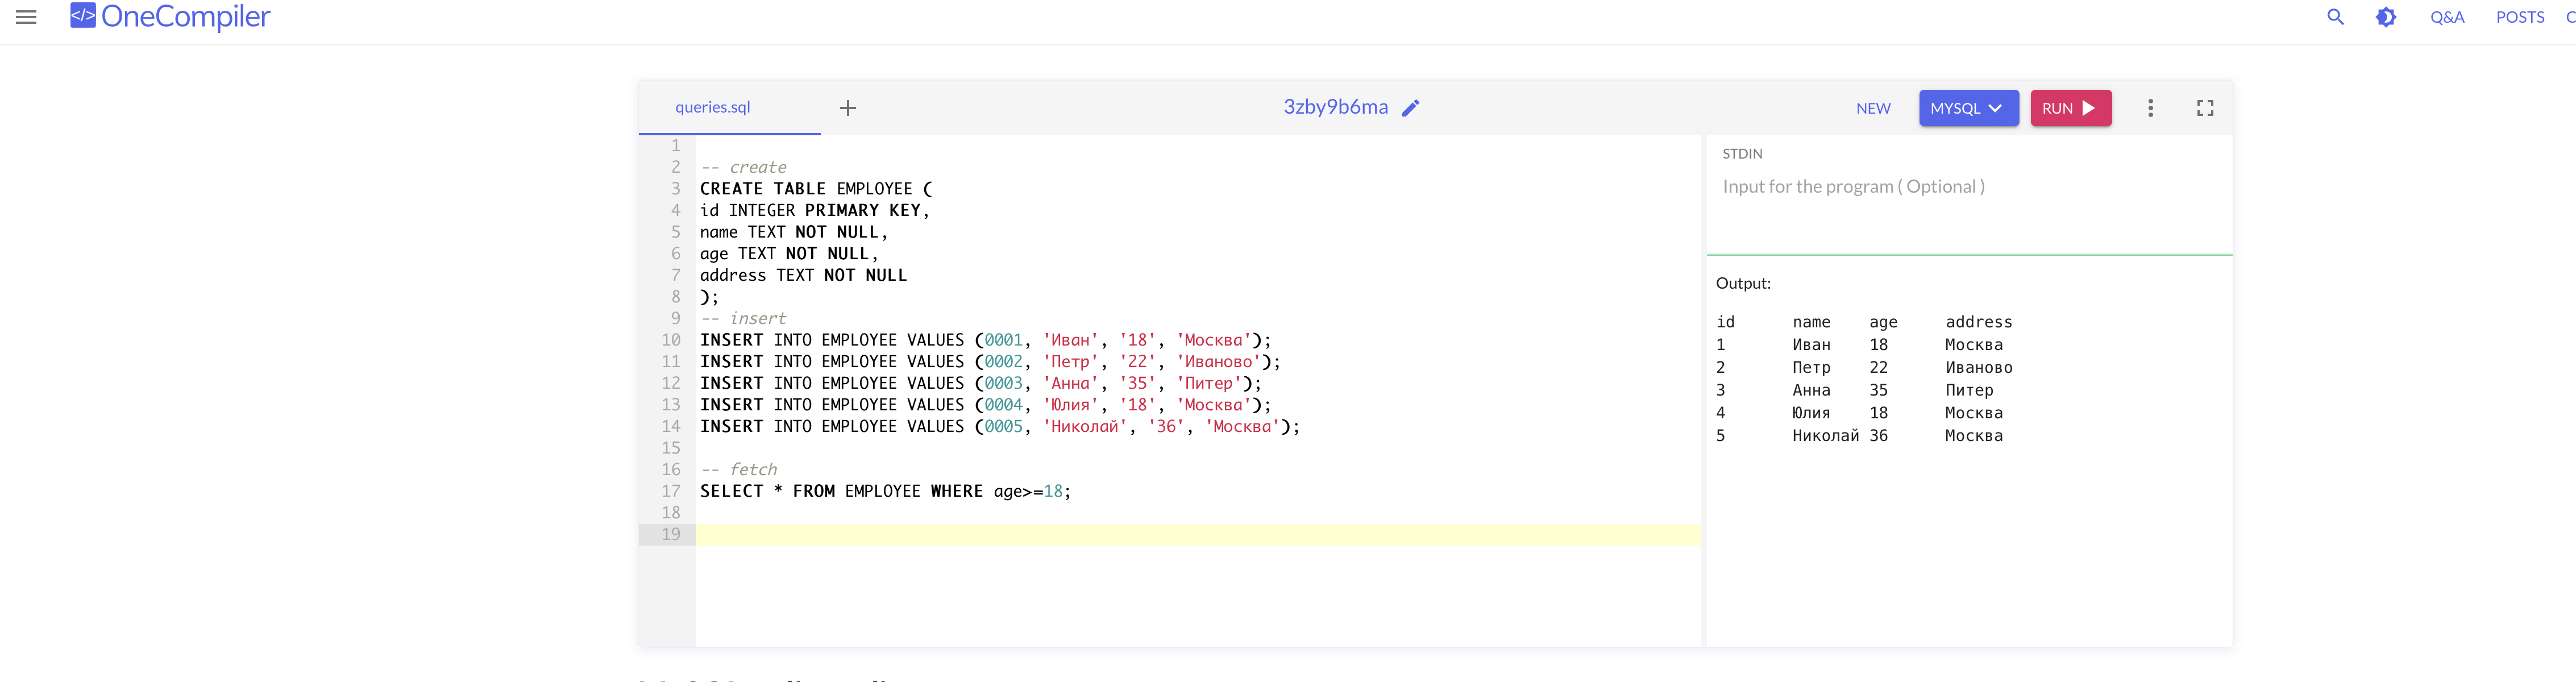 </> OneCompiler
Q&A POSTS
queries.sql + 3zby9b6ma NEW MYSQL RUN
1
2 -- create
3 CREATE TABLE EMPLOYEE (
4 id INTEGER PRIMARY KEY,
5 name TEXT NOT NULL,
6 age TEXT NOT NULL,
7 address TEXT NOT NULL
8 );
9 -- insert
10 INSERT INTO EMPLOYEE VALUES (0001, 'Иван', '18', 'Москва');
11 INSERT INTO EMPLOYEE VALUES (0002, 'Петр', '22', 'Иваново');
12 INSERT INTO EMPLOYEE VALUES (0003, 'Анна', '35', 'Питер');
13 INSERT INTO EMPLOYEE VALUES (0004, 'Юлия', '18', 'Москва');
14 INSERT INTO EMPLOYEE VALUES (0005, 'Николай', '36', 'Москва');
15
16 -- fetch
17 SELECT * FROM EMPLOYEE WHERE age>=18;
18
19
STDIN
Input for the program ( Optional )
Output:
id name age address
1 Иван 18 Москва
2 Петр 22 Иваново
3 Анна 35 Питер
4 Юлия 18 Москва
5 Николай 36 Москва